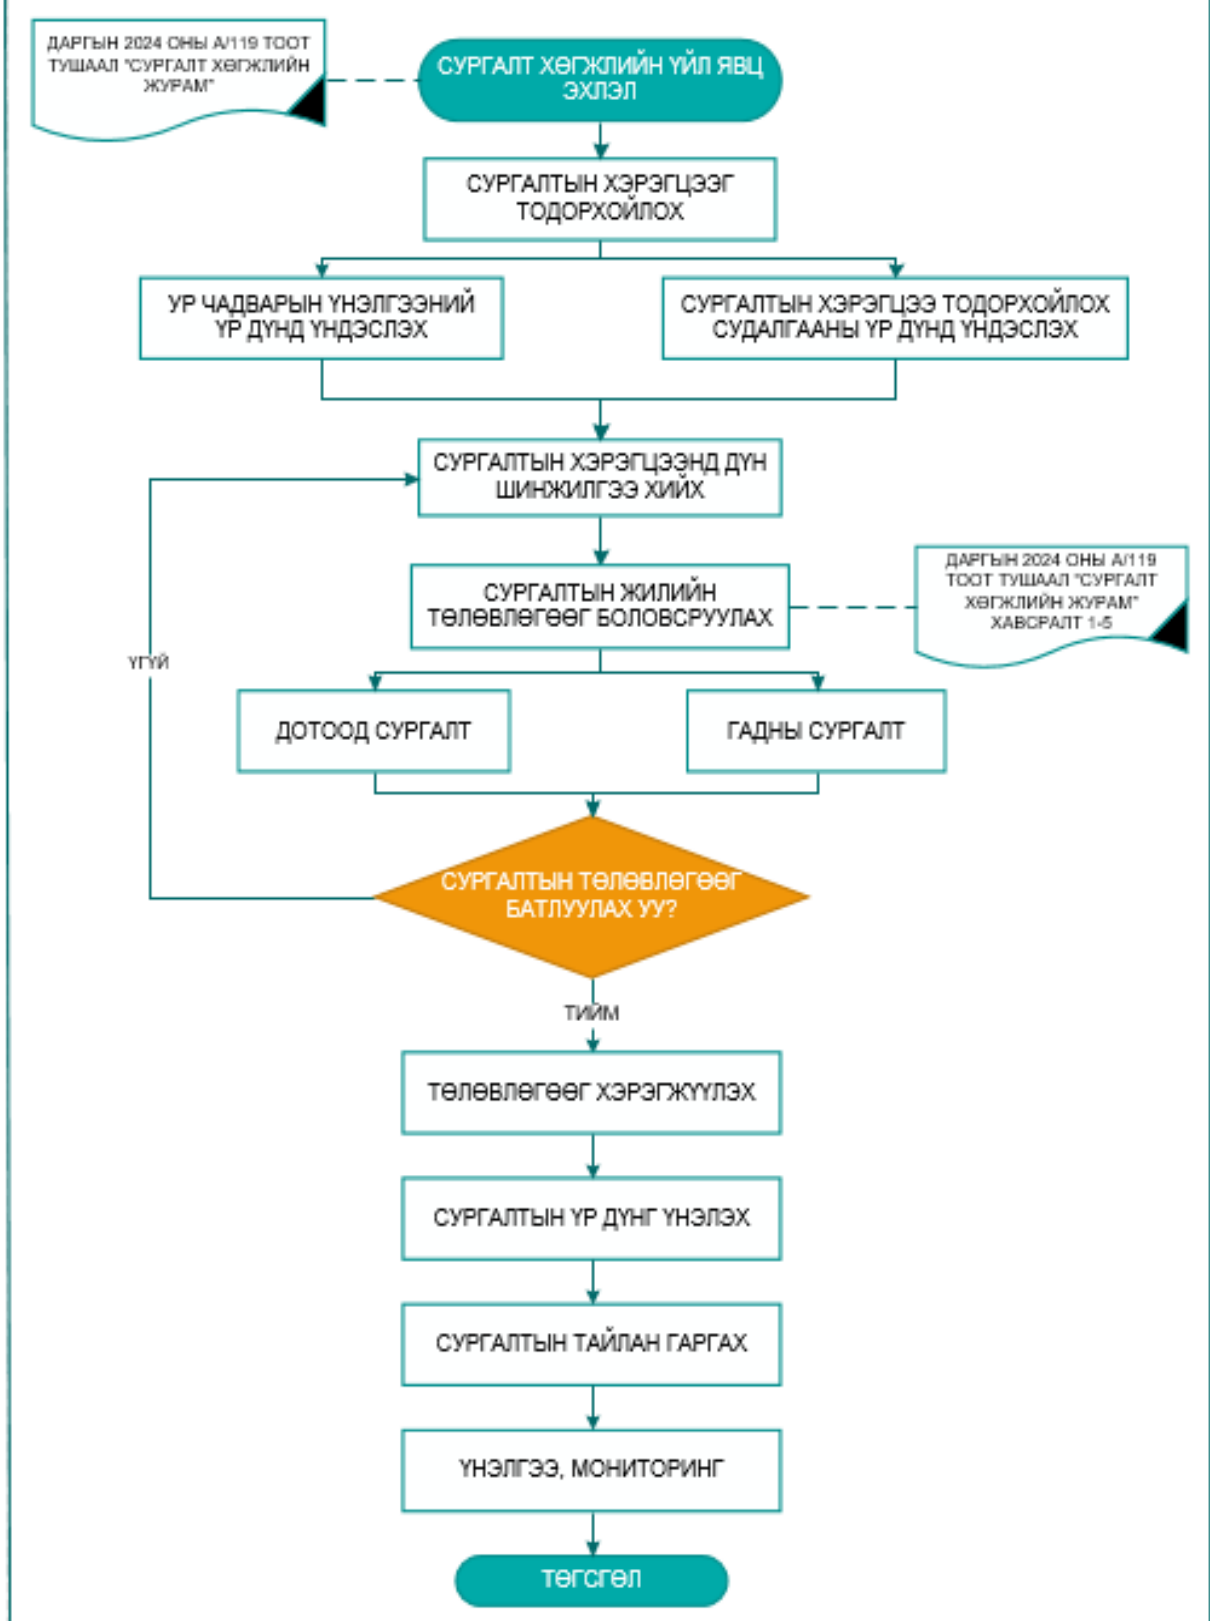 ДАРГЫН 2024 ОНЫ А/119 ТООТ
ТУШААЛ "СУРГАЛТ ХӨГЖЛИЙН
ЖУРАМ"
СУРГАЛТ ХӨГЖЛИЙН ҮЙЛ ЯВЦ
ЭХЛЭЛ
СУРГАЛТЫН ХЭРЭГЦЭЭГ
ТОДОРХОЙЛОХ
УР ЧАДВАРЫН ҮНЭЛГЭЭНИЙ
ҮР ДҮНД ҮНДЭСЛЭХ
СУРГАЛТЫН ХЭРЭГЦЭЭ ТОДОРХОЙЛОХ
СУДАЛГААНЫ ҮР ДҮНД ҮНДЭСЛЭХ
СУРГАЛТЫН ХЭРЭГЦЭЭНД ДҮН
ШИНЖИЛГЭЭ ХИЙХ
СУРГАЛТЫН ЖИЛИЙН
ТӨЛӨВЛӨГӨӨГ БОЛОВСРУУЛАХ
ДАРГЫН 2024 ОНЫ А/119
ТООТ ТУШААЛ "СУРГАЛТ
ХӨГЖЛИЙН ЖУРАМ"
ХАВСРАЛТ 1-5
ҮГҮЙ
ДОТООД СУРГАЛТ
ГАДНЫ СУРГАЛТ
СУРГАЛТЫН ТӨЛӨВЛӨГӨӨГ
БАТЛУУЛАХ УУ?
ТИЙМ
ТӨЛӨВЛӨГӨӨГ ХЭРЭГЖҮҮЛЭХ
СУРГАЛТЫН ҮР ДҮНГ ҮНЭЛЭХ
СУРГАЛТЫН ТАЙЛАН ГАРГАХ
ҮНЭЛГЭЭ, МОНИТОРИНГ
ТӨГСГӨЛ